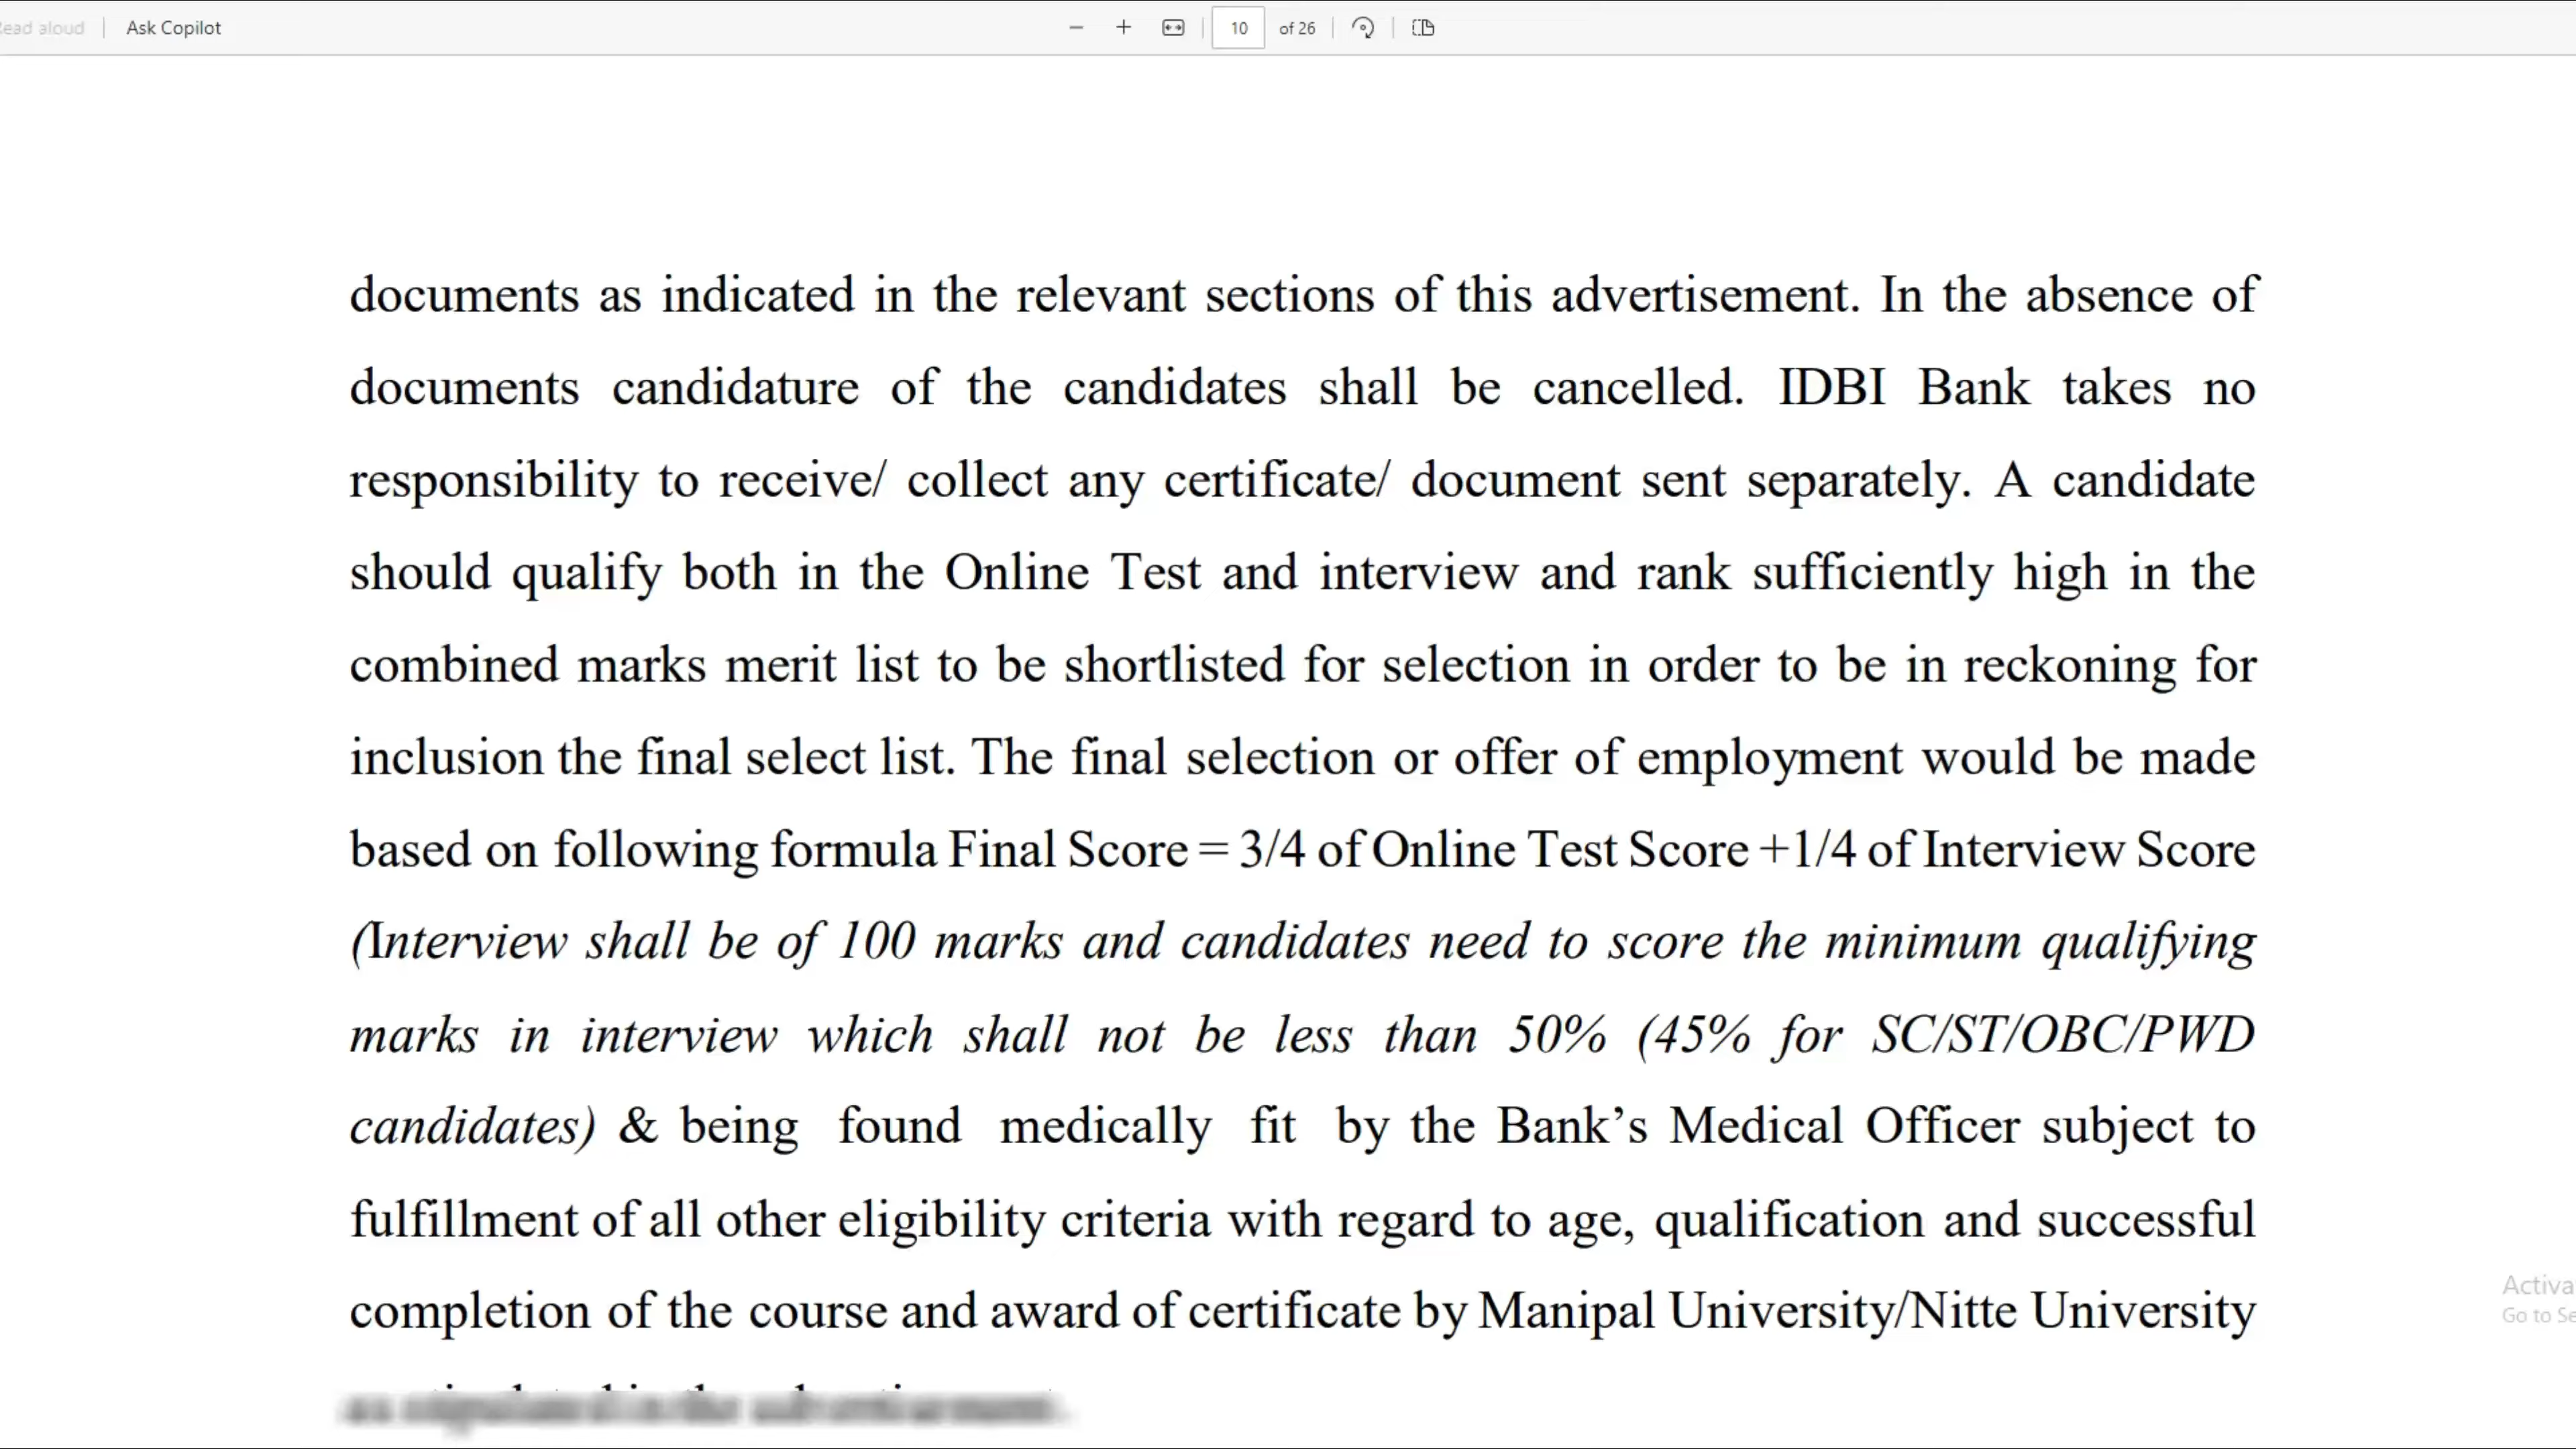 ead aloud Ask Copilot 10 of 26
documents as indicated in the relevant sections of this advertisement. In the absence of
documents candidature of the candidates shall be cancelled. IDBI Bank takes no
responsibility to receive/ collect any certificate/ document sent separately. A candidate
should qualify both in the Online Test and interview and rank sufficiently high in the
combined marks merit list to be shortlisted for selection in order to be in reckoning for
inclusion the final select list. The final selection or offer of employment would be made
based on following formula Final Score = 3/4 of Online Test Score +1/4 of Interview Score
(Interview shall be of 100 marks and candidates need to score the minimum qualifying
marks in interview which shall not be less than 50% (45% for SC/ST/OBC/PWD
candidates) & being found medically fit by the Bank’s Medical Officer subject to
fulfillment of all other eligibility criteria with regard to age, qualification and successful
completion of the course and award of certificate by Manipal University/Nitte University
Activa
Go to Se